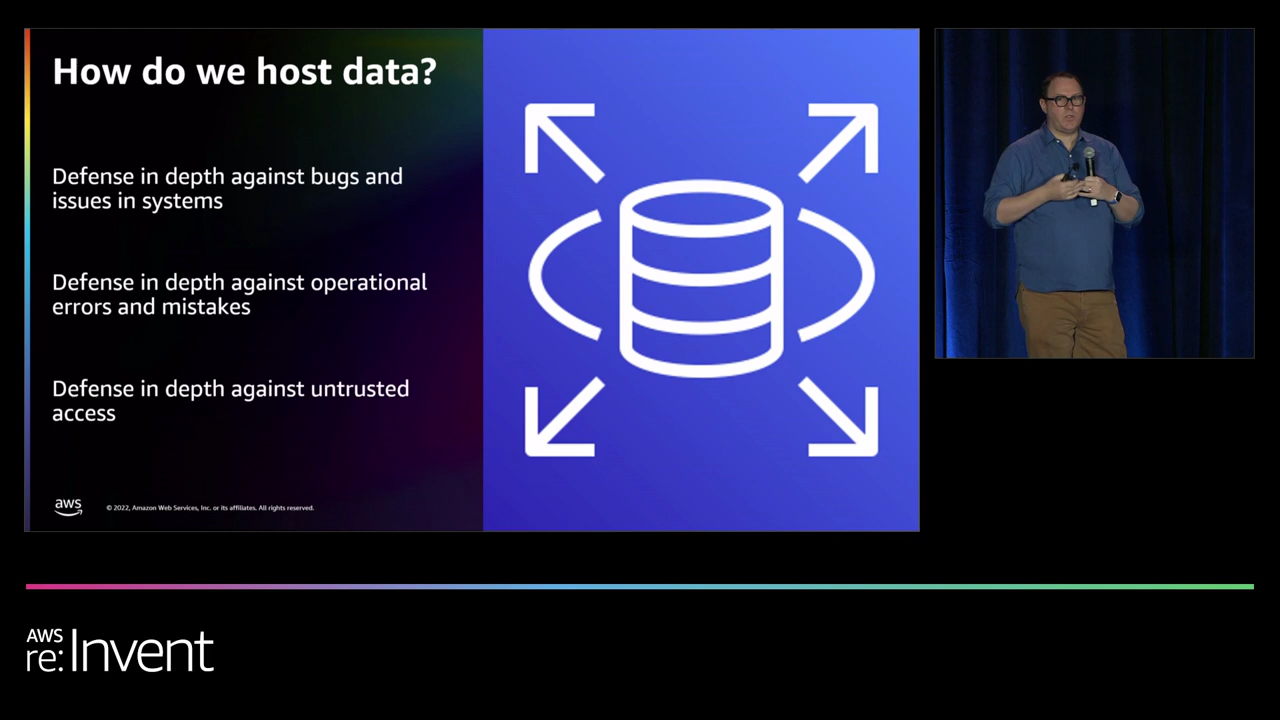 How do we host data?
Defense in depth against bugs and
issues in systems
Defense in depth against operational
errors and mistakes
Defense in depth against untrusted
access
aws
© 2022, Amazon Web Services, Inc. or its affiliates. All rights reserved.
AWS
re:Invent